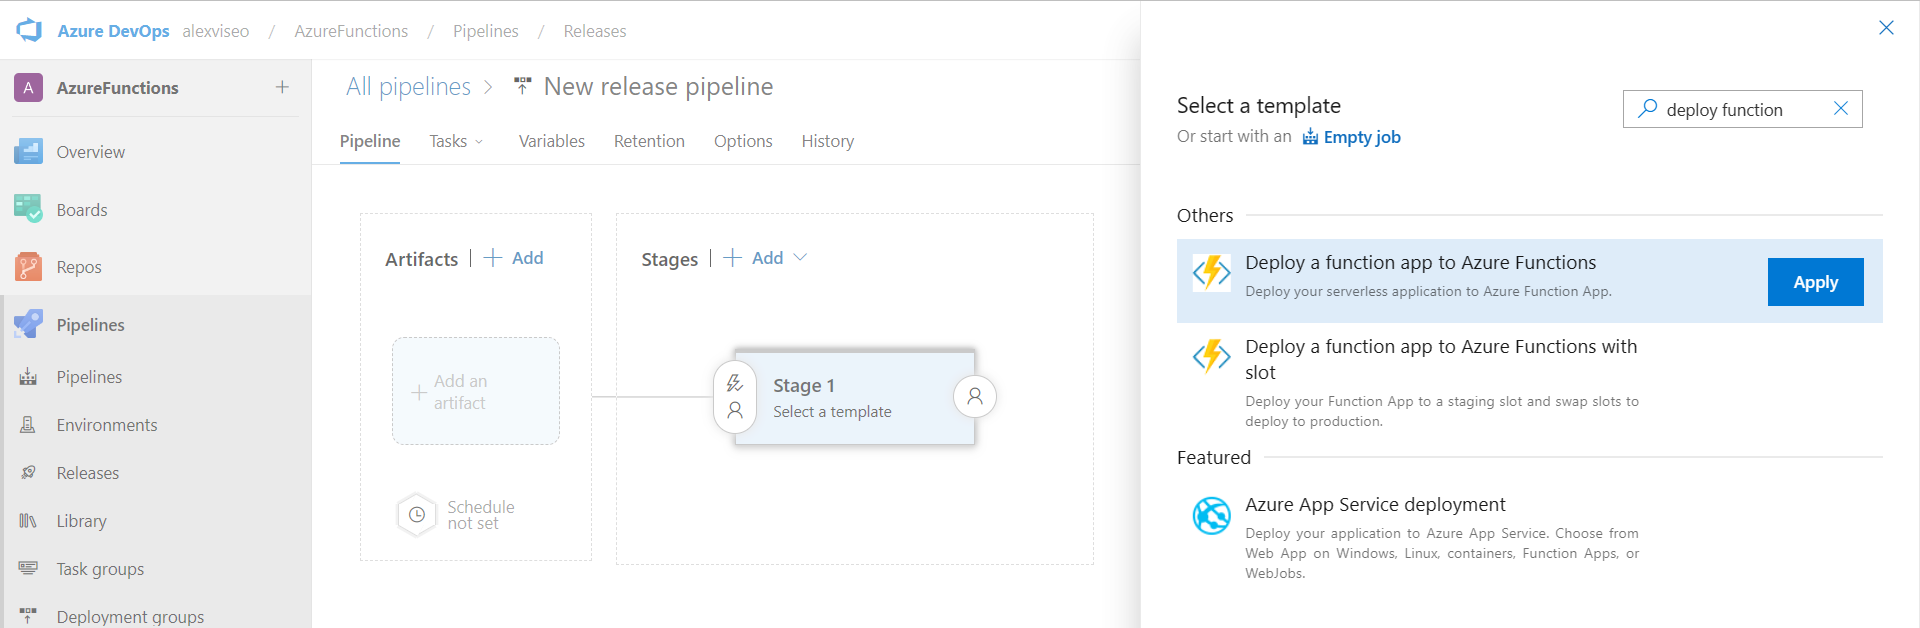 Azure DevOps alexviseo / AzureFunctions / Pipelines / Releases
A AzureFunctions +
Overview
Boards
Repos
Pipelines
Pipelines
Environments
Releases
Library
Task groups
Deployment groups
All pipelines > New release pipeline
Pipeline Tasks Variables Retention Options History
Artifacts | + Add
+ Add an
artifact
Schedule
not set
Stages | + Add
Stage 1
Select a template
Select a template
Or start with an Empty job
deploy function
Others
Deploy a function app to Azure Functions
Deploy your serverless application to Azure Function App.
Apply
Deploy a function app to Azure Functions with
slot
Deploy your Function App to a staging slot and swap slots to
deploy to production.
Featured
Azure App Service deployment
Deploy your application to Azure App Service. Choose from
Web App on Windows, Linux, containers, Function Apps, or
WebJobs.